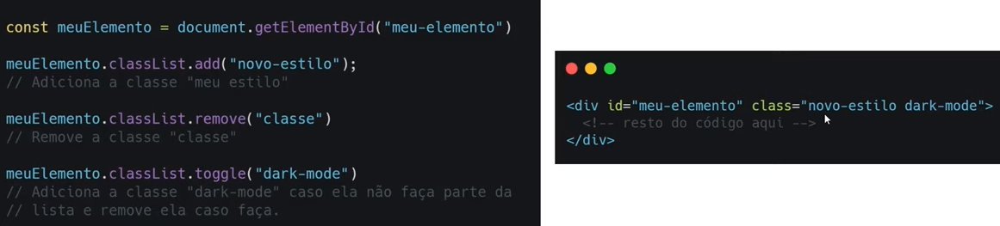 const meuElemento = document.getElementById("meu-elemento")
meuElemento.classList.add("novo-estilo");
// Adiciona a classe "meu estilo"
meuElemento.classList.remove("classe")
// Remove a classe "classe"
meuElemento.classList.toggle("dark-mode")
// Adiciona a classe "dark-mode" caso ela não faça parte da
// lista e remove ela caso faça.
<div id="meu-elemento" class="novo-estilo dark-mode">
<!-- resto do código aqui -->
</div>